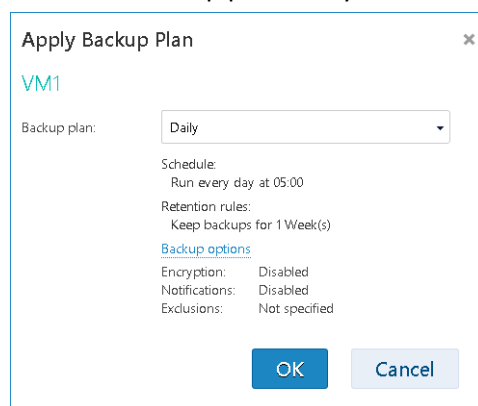 Apply Backup Plan ×
VM1
Backup plan: Daily
Schedule:
Run every day at 05:00
Retention rules:
Keep backups for 1 Week(s)
Backup options
Encryption: Disabled
Notifications: Disabled
Exclusions: Not specified
OK Cancel